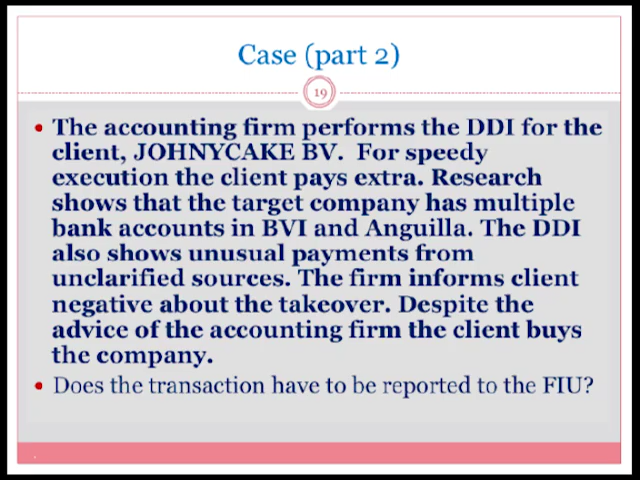 Case (part 2)
19
• The accounting firm performs the DDI for the
client, JOHNYCAKE BV.  For speedy
execution the client pays extra. Research
shows that the target company has multiple
bank accounts in BVI and Anguilla. The DDI
also shows unusual payments from
unclarified sources. The firm informs client
negative about the takeover. Despite the
advice of the accounting firm the client buys
the company.
• Does the transaction have to be reported to the FIU?